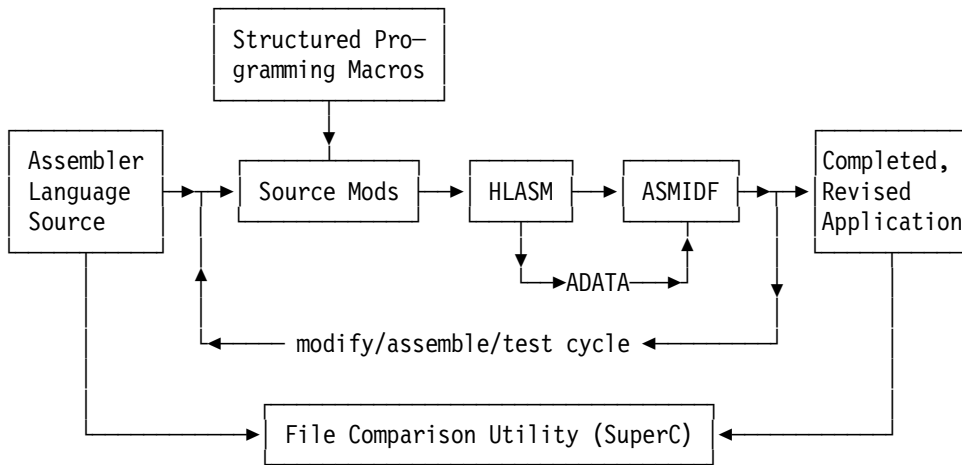 Structured Pro–
gramming Macros
Assembler
Language
Source
Source Mods
HLASM
ASMIDF
Completed,
Revised
Application
ADATA
modify/assemble/test cycle
File Comparison Utility (SuperC)